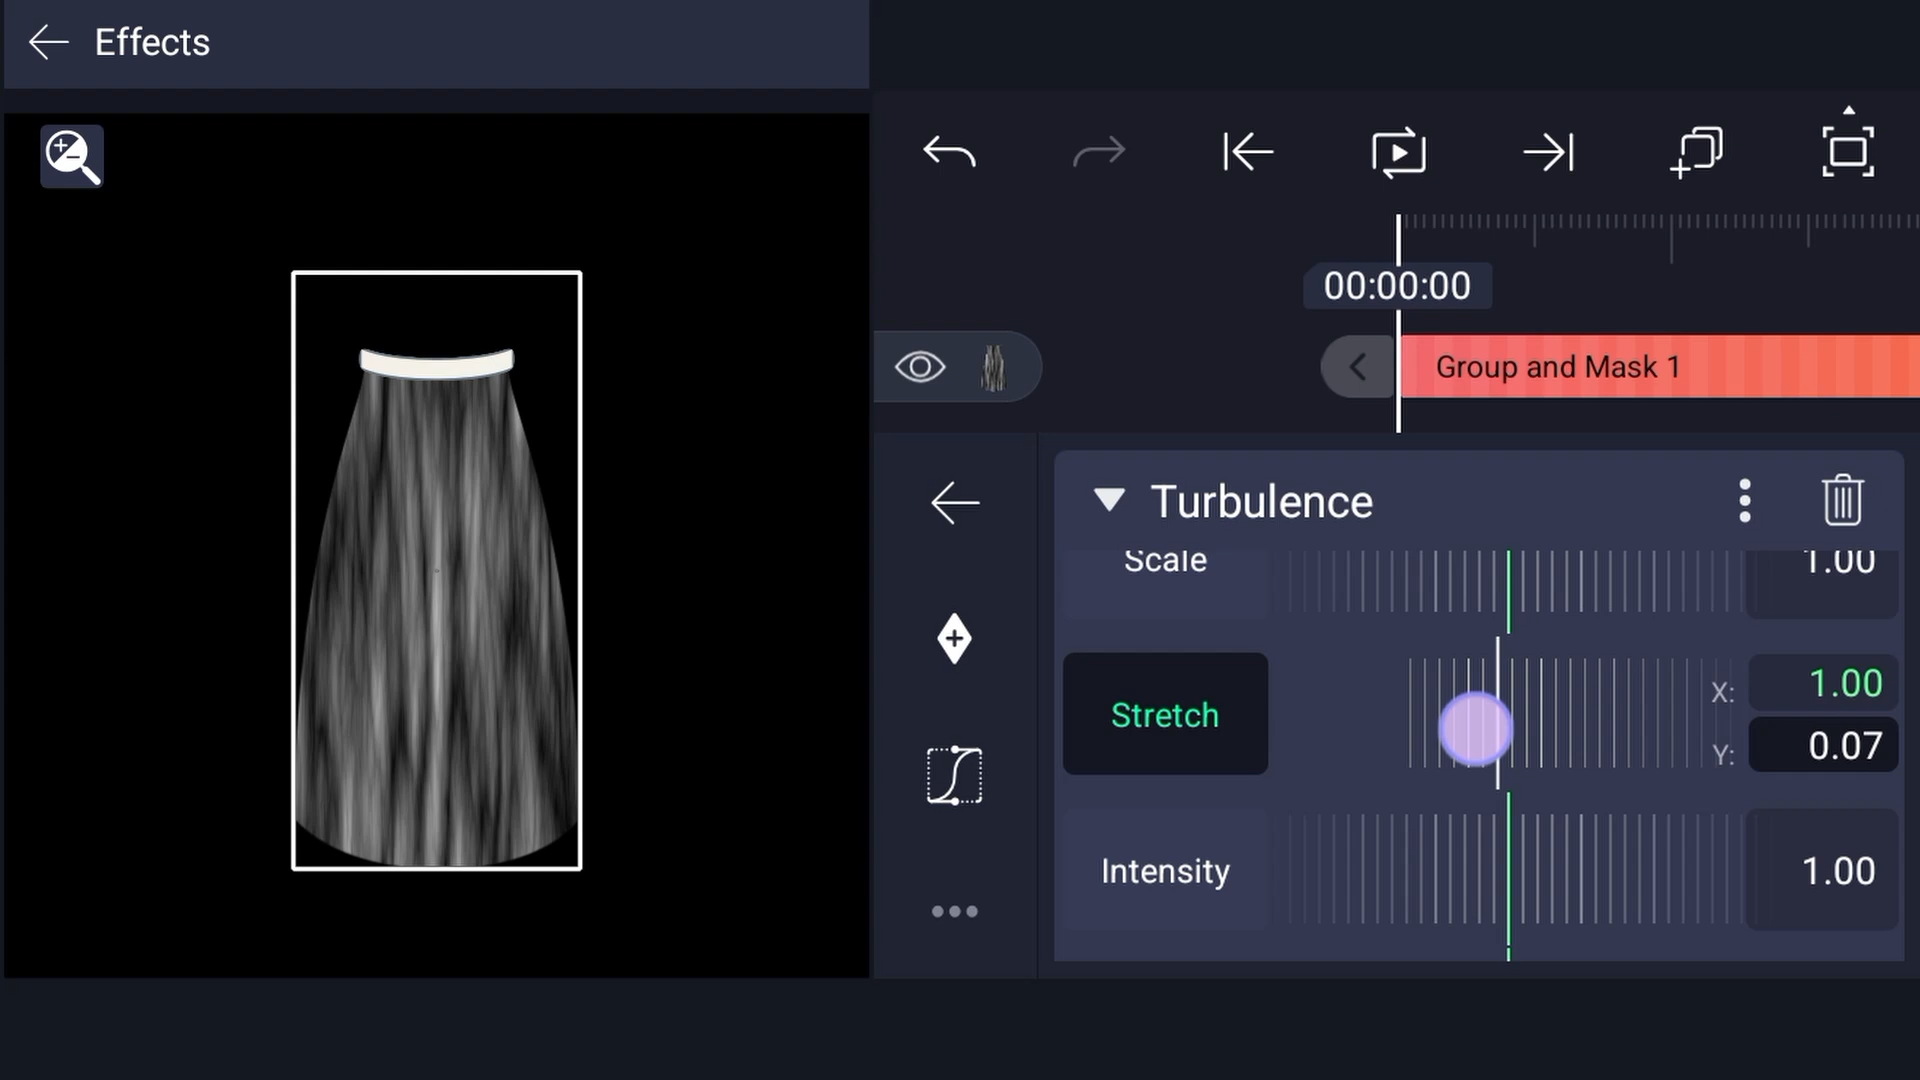 Effects
00:00:00
Group and Mask 1
Turbulence
Scale
1.00
Stretch
X: 1.00
Y: 0.07
Intensity
1.00